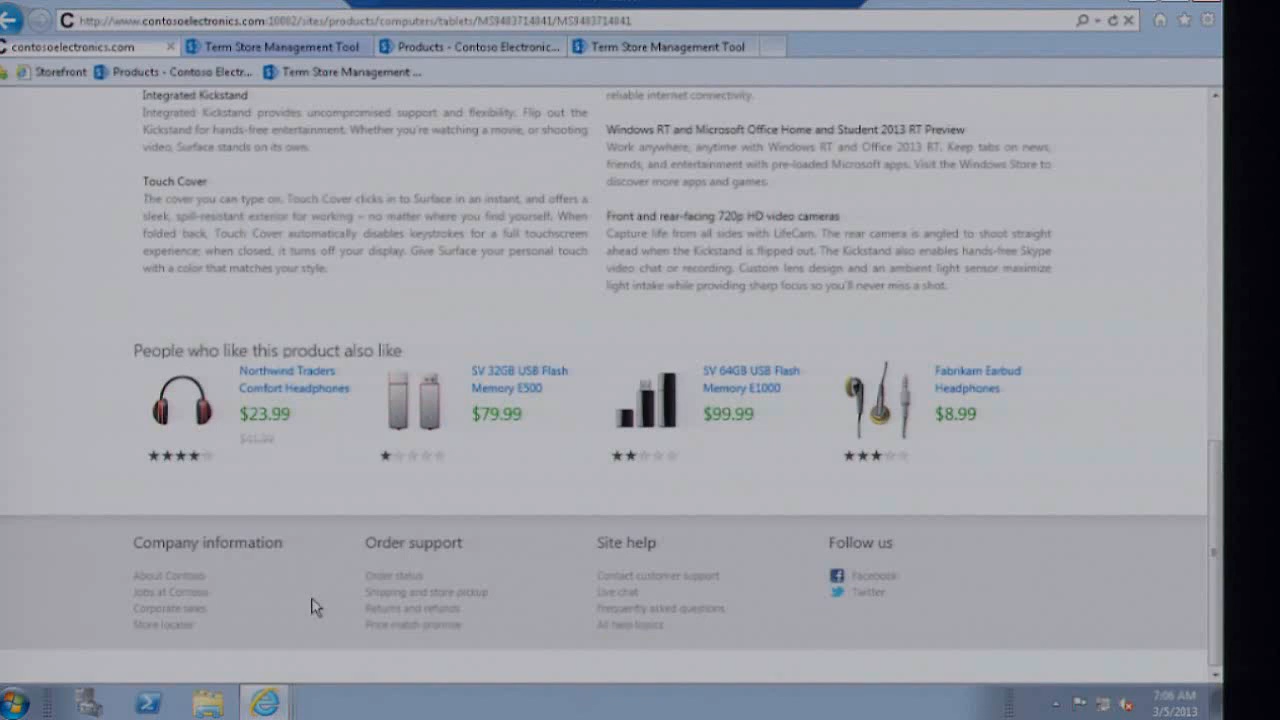 http://www.contosoelectronics.com:10002/sites/products/computers/tablets/MS9483714841/MS9483714841
contosoelectronics.com
Term Store Management Tool
Products - Contoso Electronic...
Term Store Management Tool
Storefront
Products - Contoso Electr...
Term Store Management ...
Integrated Kickstand
Integrated Kickstand provides uncompromised support and flexibility. Flip out the
Kickstand for hands-free entertainment. Whether you're watching a movie, or shooting
video, Surface stands on its own.
Touch Cover
The cover you can type on. Touch Cover clicks in to Surface in an instant, and offers a
sleek, spill-resistant exterior for working – no matter where you find yourself. When
folded back, Touch Cover automatically disables keystrokes for a full touchscreen
experience; when closed, it turns off your display. Give Surface your personal touch
with a color that matches your style.
reliable internet connectivity.
Windows RT and Microsoft Office Home and Student 2013 RT Preview
Work anywhere, anytime with Windows RT and Office 2013 RT. Keep tabs on news,
friends, and entertainment with pre-loaded Microsoft apps. Visit the Windows Store to
discover more apps and games.
Front and rear-facing 720p HD video cameras
Capture life from all sides with LifeCam. The rear camera is angled to shoot straight
ahead when the Kickstand is flipped out. The Kickstand also enables hands-free Skype
video chat or recording. Custom lens design and an ambient light sensor maximize
light intake while providing sharp focus so you'll never miss a shot.
People who like this product also like
Northwind Traders
Comfort Headphones
$23.99
$41.99
SV 32GB USB Flash
Memory E500
$79.99
SV 64GB USB Flash
Memory E1000
$99.99
Fabrikam Earbud
Headphones
$8.99
Company information
About Contoso
Jobs at Contoso
Corporate sales
Store locator
Order support
Order status
Shipping and store pickup
Returns and refunds
Price match promise
Site help
Contact customer support
Live chat
Frequently asked questions
All help topics
Follow us
Facebook
Twitter
7:06 AM
3/5/2013